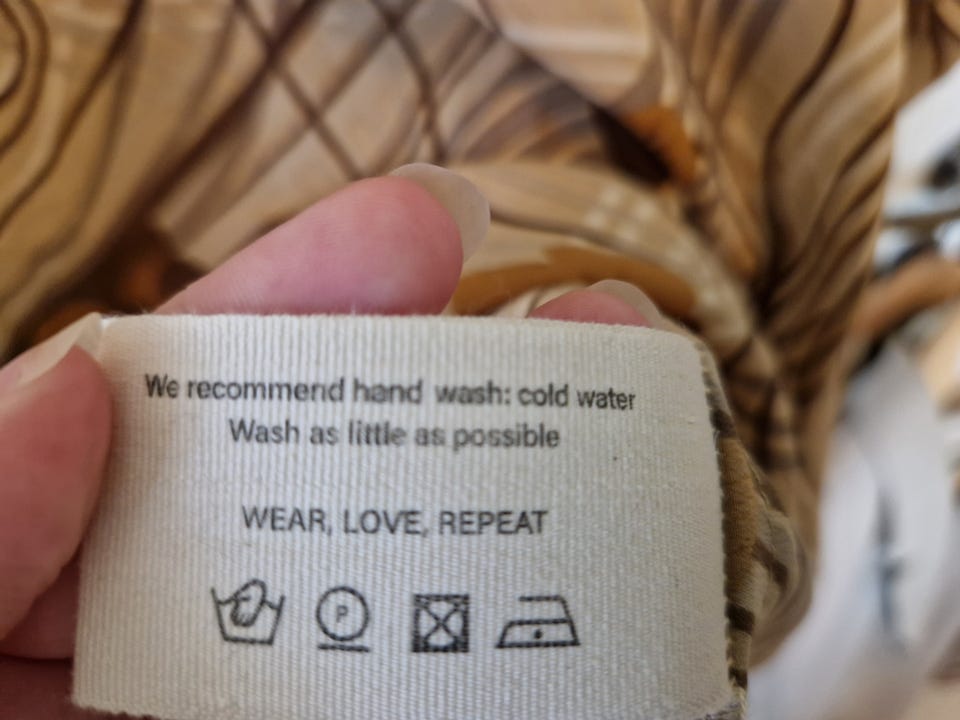 We recommend hand wash: cold water
Wash as little as possible
WEAR, LOVE, REPEAT
P